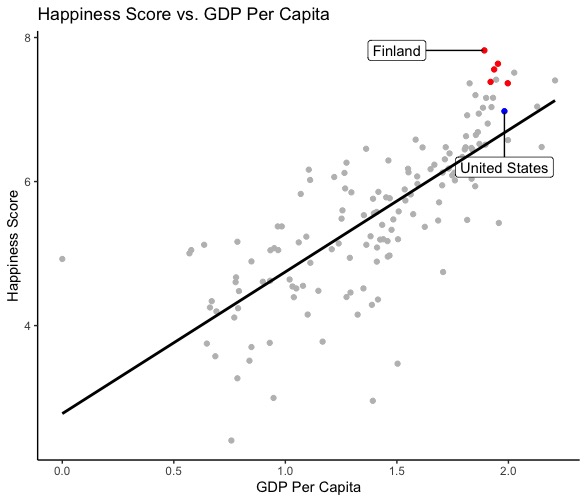 Happiness Score vs. GDP Per Capita
8
Finland
United States
6
Happiness Score
4
0.0 0.5 1.0 1.5 2.0
GDP Per Capita